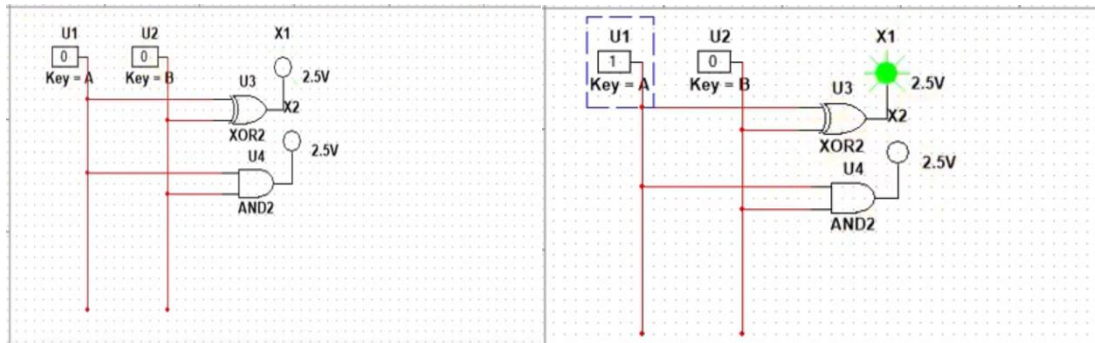 U1 U2 X1
0 0
Key = A Key = B U3 2.5V
X2
XOR2
U4 2.5V
AND2
U1 U2 X1
1 0 2.5V
Key = A Key = B U3
X2
XOR2
U4 2.5V
AND2